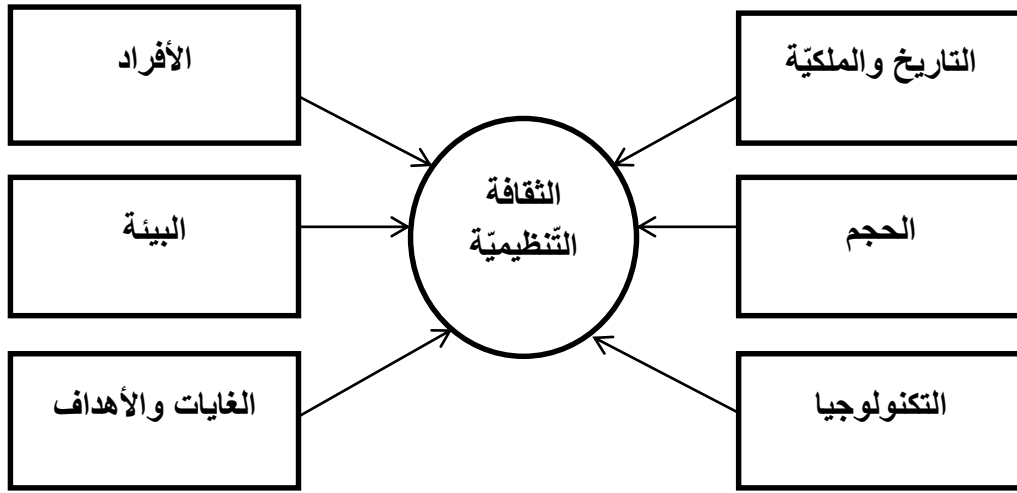 التاريخ والملكيّة
الأفراد
الثقافة
التّنظيميّة
الحجم
البيئة
التكنولوجيا
الغايات والأهداف